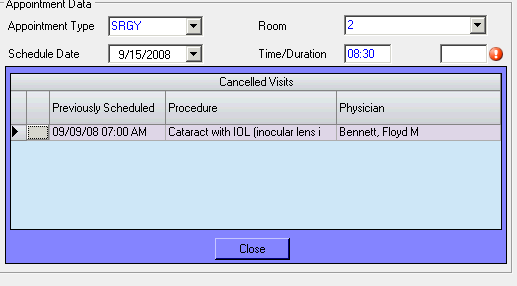 Appointment Data
Appointment Type SRGY Room 2
Schedule Date 9/15/2008 Time/Duration 08:30
Cancelled Visits
Previously Scheduled Procedure Physician
09/09/08 07:00 AM Cataract with IOL (inocular lens i Bennett, Floyd M
Close